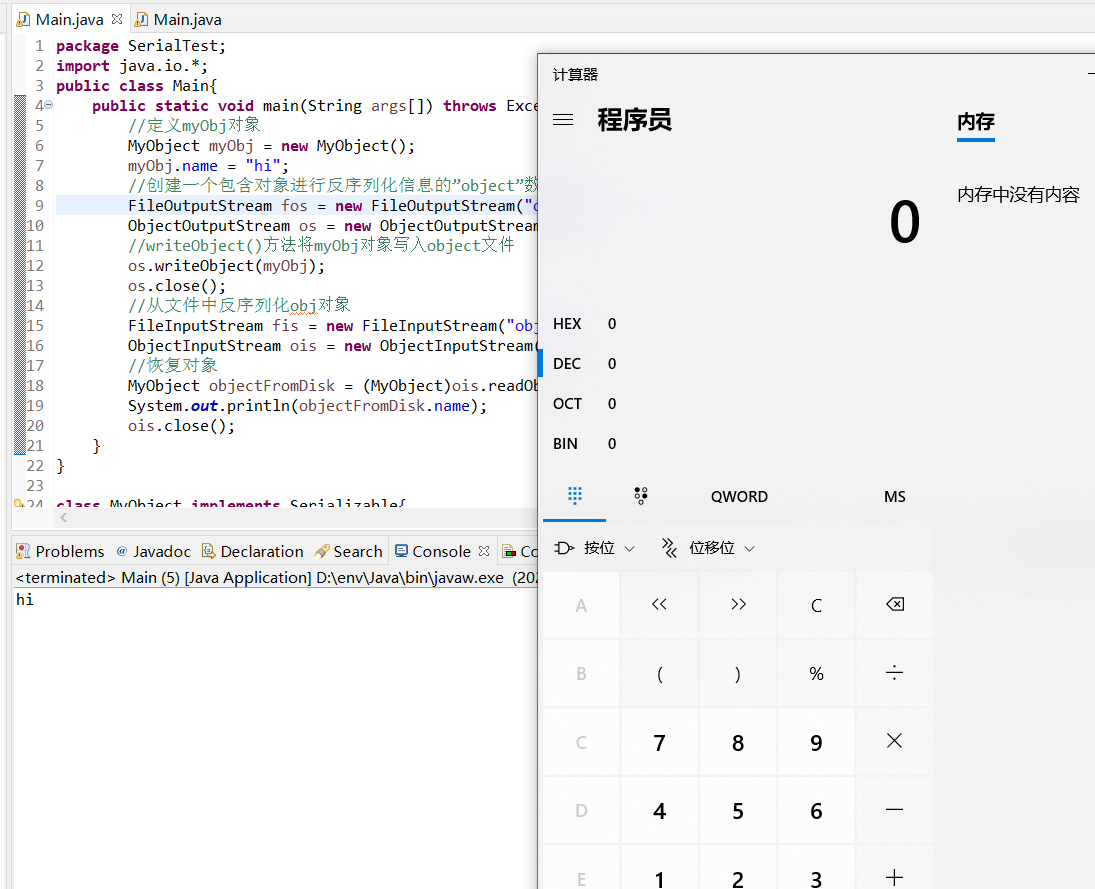 Main.java
Main.java
1 package SerialTest;
2 import java.io.*;
3 public class Main{
4 public static void main(String args[]) throws Exce
5 //定义myObj对象
6 MyObject myObj = new MyObject();
7 myObj.name = "hi";
8 //创建一个包含对象进行反序列化信息的”object”数
9 FileOutputStream fos = new FileOutputStream("o
10 ObjectOutputStream os = new ObjectOutputStream
11 //writeObject()方法将myObj对象写入object文件
12 os.writeObject(myObj);
13 os.close();
14 //从文件中反序列化obj对象
15 FileInputStream fis = new FileInputStream("obj
16 ObjectInputStream ois = new ObjectInputStream(
17 //恢复对象
18 MyObject objectFromDisk = (MyObject)ois.readOb
19 System.out.println(objectFromDisk.name);
20 ois.close();
21 }
22 }
23
24 class MyObject implements Serializable{
Problems @ Javadoc Declaration Search Console Co
<terminated> Main (5) [Java Application] D:\env\Java\bin\javaw.exe (202
hi
计算器
程序员
内存
内存中没有内容
0
HEX 0
DEC 0
OCT 0
BIN 0
QWORD MS
按位 位移位
A << >> C
B ( ) % ÷
C 7 8 9 ×
D 4 5 6 −
E 1 2 3 +